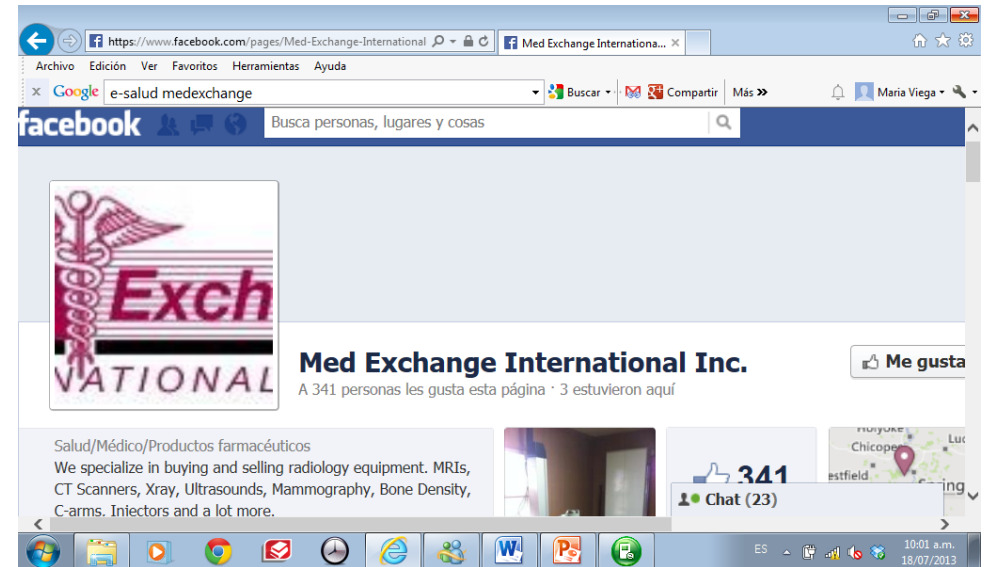 https://www.facebook.com/pages/Med-Exchange-International
Med Exchange Internationa...
Archivo Edición Ver Favoritos Herramientas Ayuda
x Google e-salud medexchange Buscar Compartir Más >> Maria Viega
facebook Busca personas, lugares y cosas
Exch
NATIONAL
Med Exchange International Inc.
Me gusta
A 341 personas les gusta esta página · 3 estuvieron aquí
Salud/Médico/Productos farmacéuticos
We specialize in buying and selling radiology equipment. MRIs,
CT Scanners, Xray, Ultrasounds, Mammography, Bone Density,
C-arms. Injectors and a lot more.
341
Holyoke
Chicopee
Luc
estfield
ing
Chat (23)
ES
10:01 a.m.
18/07/2013